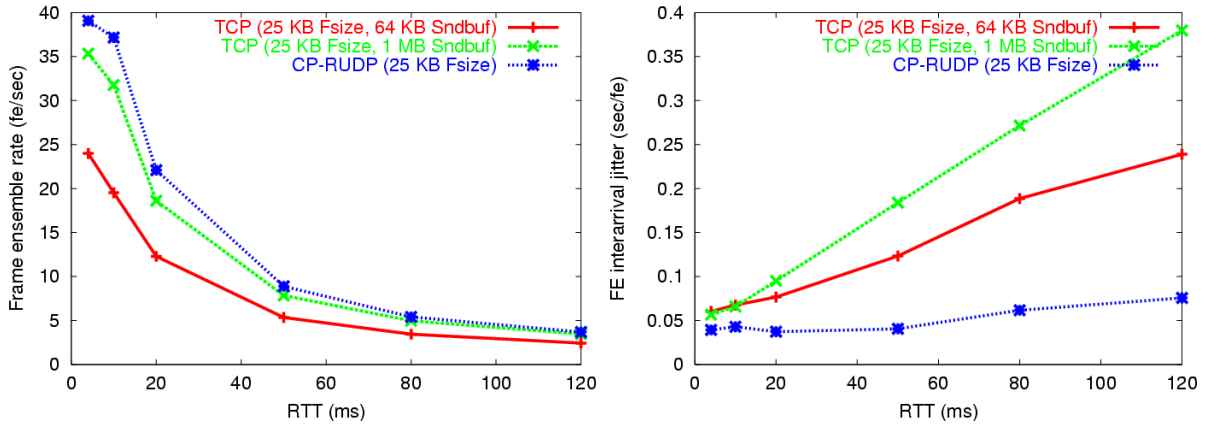 TCP (25 KB Fsize, 64 KB Sndbuf)
TCP (25 KB Fsize, 1 MB Sndbuf)
CP-RUDP (25 KB Fsize)
Frame ensemble rate (fe/sec)
40
35
30
25
20
15
10
5
0
0 20 40 60 80 100 120
RTT (ms)
TCP (25 KB Fsize, 64 KB Sndbuf)
TCP (25 KB Fsize, 1 MB Sndbuf)
CP-RUDP (25 KB Fsize)
FE interarrival jitter (sec/fe)
0.4
0.35
0.3
0.25
0.2
0.15
0.1
0.05
0
0 20 40 60 80 100 120
RTT (ms)